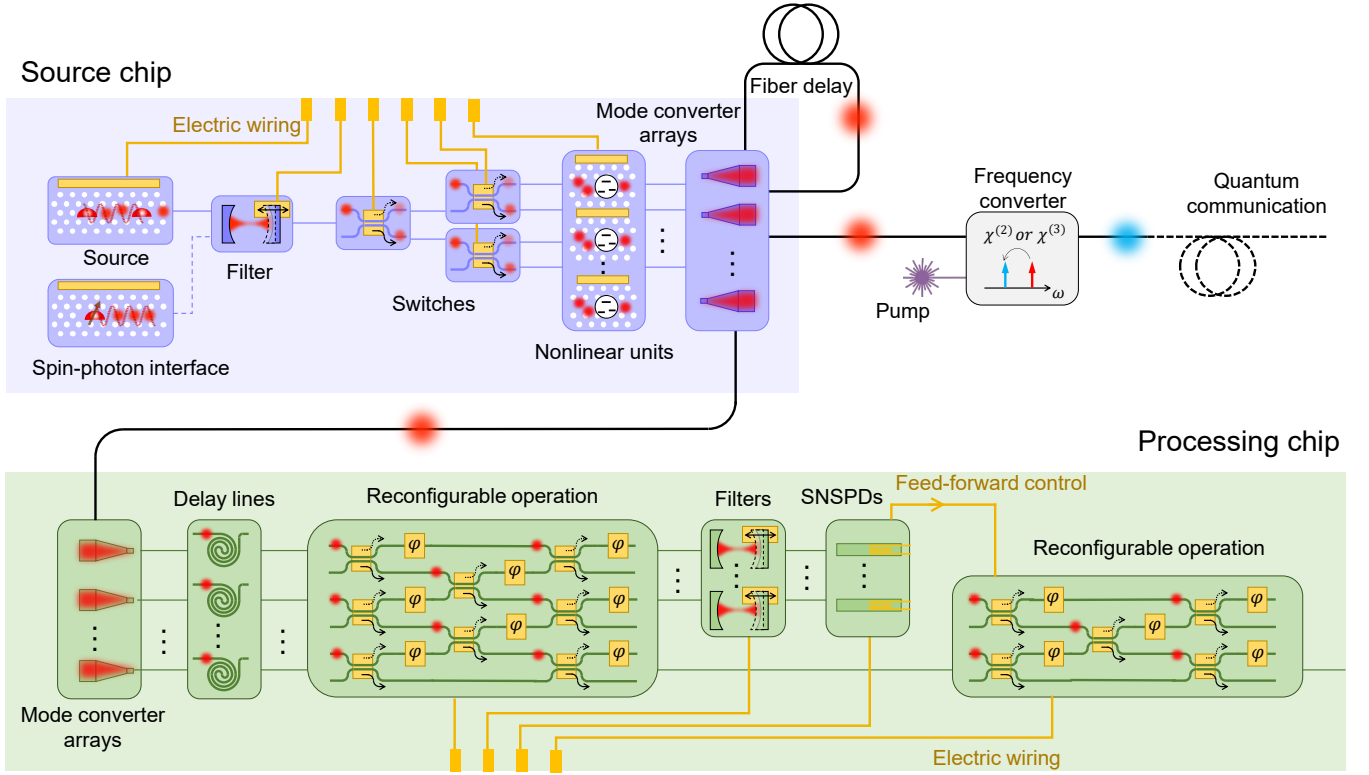 Source chip
Fiber delay
Electric wiring
Mode converter
arrays
Frequency
converter
Quantum
communication
χ(2) or χ(3)
ω
Source
Filter
Switches
Pump
Nonlinear units
Spin-photon interface
Processing chip
Delay lines
Reconfigurable operation
Filters
SNSPDs
Feed-forward control
Reconfigurable operation
φ φ
φ
φ φ
φ
φ φ
φ φ
φ
φ φ
Mode converter
arrays
Electric wiring